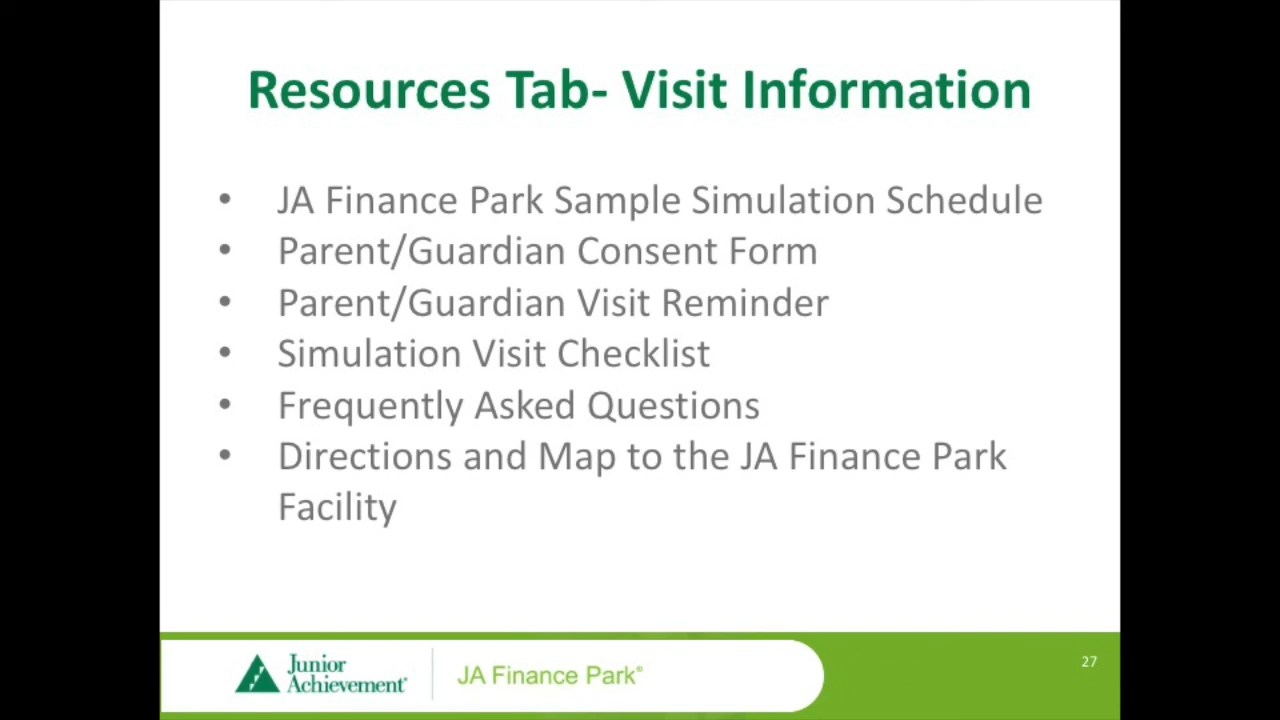 Resources Tab- Visit Information
• JA Finance Park Sample Simulation Schedule
• Parent/Guardian Consent Form
• Parent/Guardian Visit Reminder
• Simulation Visit Checklist
• Frequently Asked Questions
• Directions and Map to the JA Finance Park
Facility
Junior
Achievement®
JA Finance Park®
27